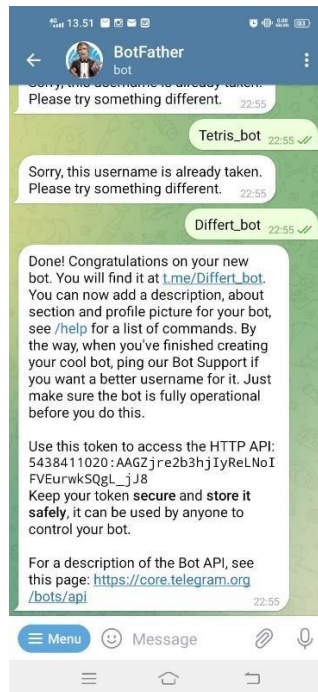 13.51
BotFather
bot
Sorry, this username is already taken.
Please try something different. 22:55
Tetris_bot 22:55
Sorry, this username is already taken.
Please try something different. 22:55
Differt_bot 22:55
Done! Congratulations on your new
bot. You will find it at t.me/Differt_bot.
You can now add a description, about
section and profile picture for your bot,
see /help for a list of commands. By
the way, when you've finished creating
your cool bot, ping our Bot Support if
you want a better username for it. Just
make sure the bot is fully operational
before you do this.
Use this token to access the HTTP API:
5438411020:AAGZjre2b3hjIyReLNoI
FVEurwkSQgL_jJ8
Keep your token secure and store it
safely, it can be used by anyone to
control your bot.
For a description of the Bot API, see
this page: https://core.telegram.org
/bots/api 22:55
Menu
Message